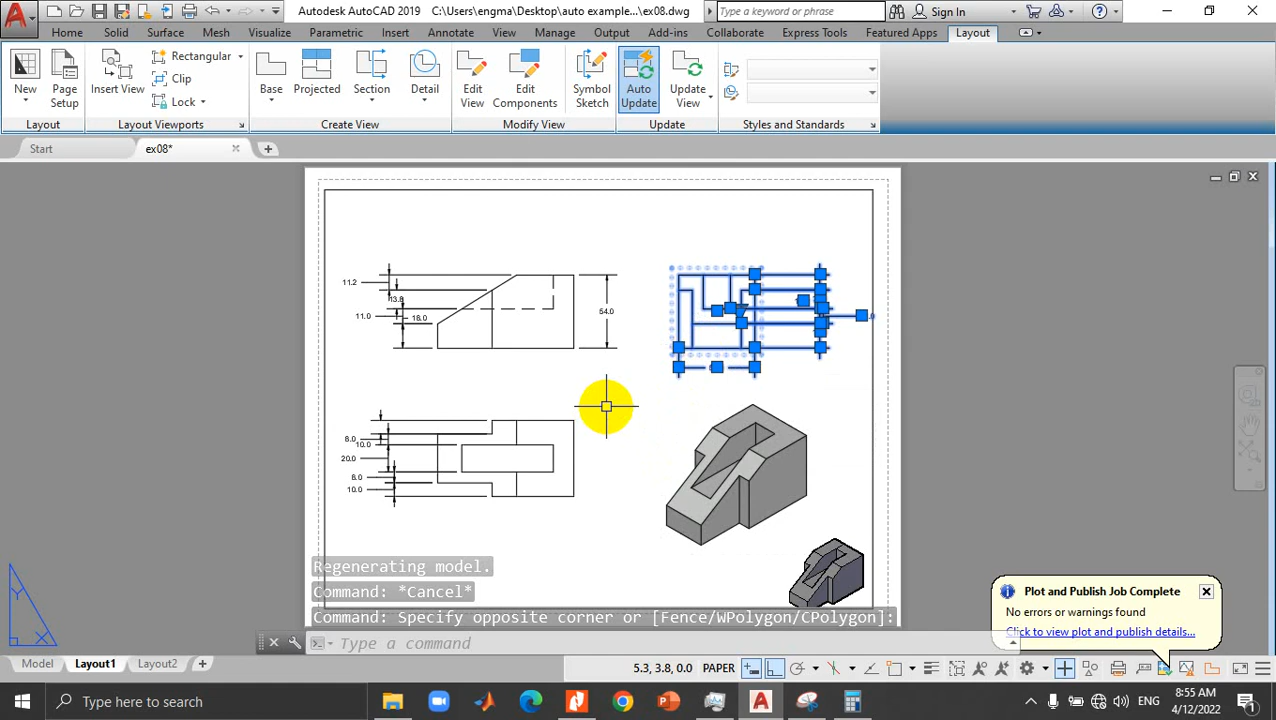 Autodesk AutoCAD 2019 C:\Users\engma\Desktop\auto example...\ex08.dwg
Type a keyword or phrase
Sign In
Home Solid Surface Mesh Visualize Parametric Insert Annotate View Manage Output Add-ins Collaborate Express Tools Featured Apps Layout
New
Page Setup
Insert View
Rectangular
Clip
Lock
Base
Projected
Section
Detail
Edit View
Edit Components
Symbol Sketch
Auto Update
Update View
Layout Layout Viewports Create View Modify View Update Styles and Standards
Start ex08*
11.2
13.8
11.0
18.0
54.0
8.0
10.0
20.0
8.0
10.0
Regenerating model.
Command: *Cancel*
Command: Specify opposite corner or [Fence/WPolygon/CPolygon]:
Type a command
Plot and Publish Job Complete
No errors or warnings found
Click to view plot and publish details...
Y
X
Model Layout1 Layout2
5.3, 3.8, 0.0 PAPER
Type here to search
ENG
8:55 AM
4/12/2022